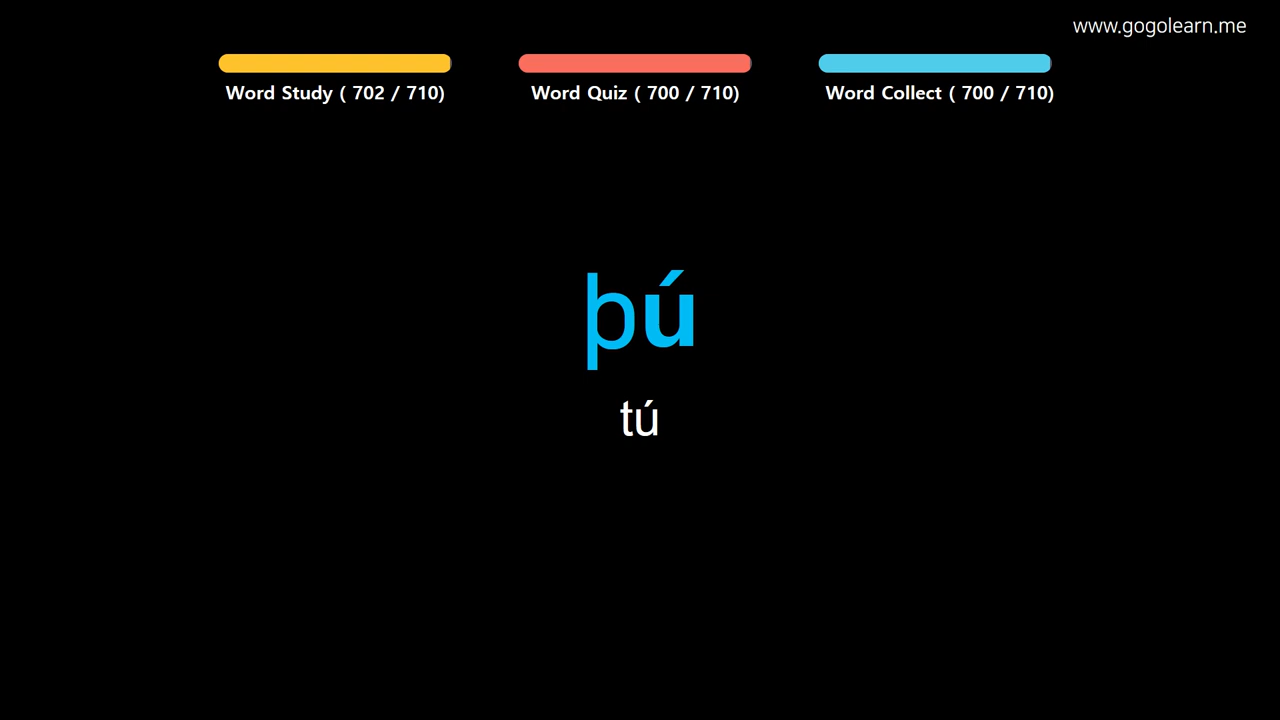 www.gogolearn.me
Word Study ( 702 / 710)
Word Quiz ( 700 / 710)
Word Collect ( 700 / 710)
þú
tú